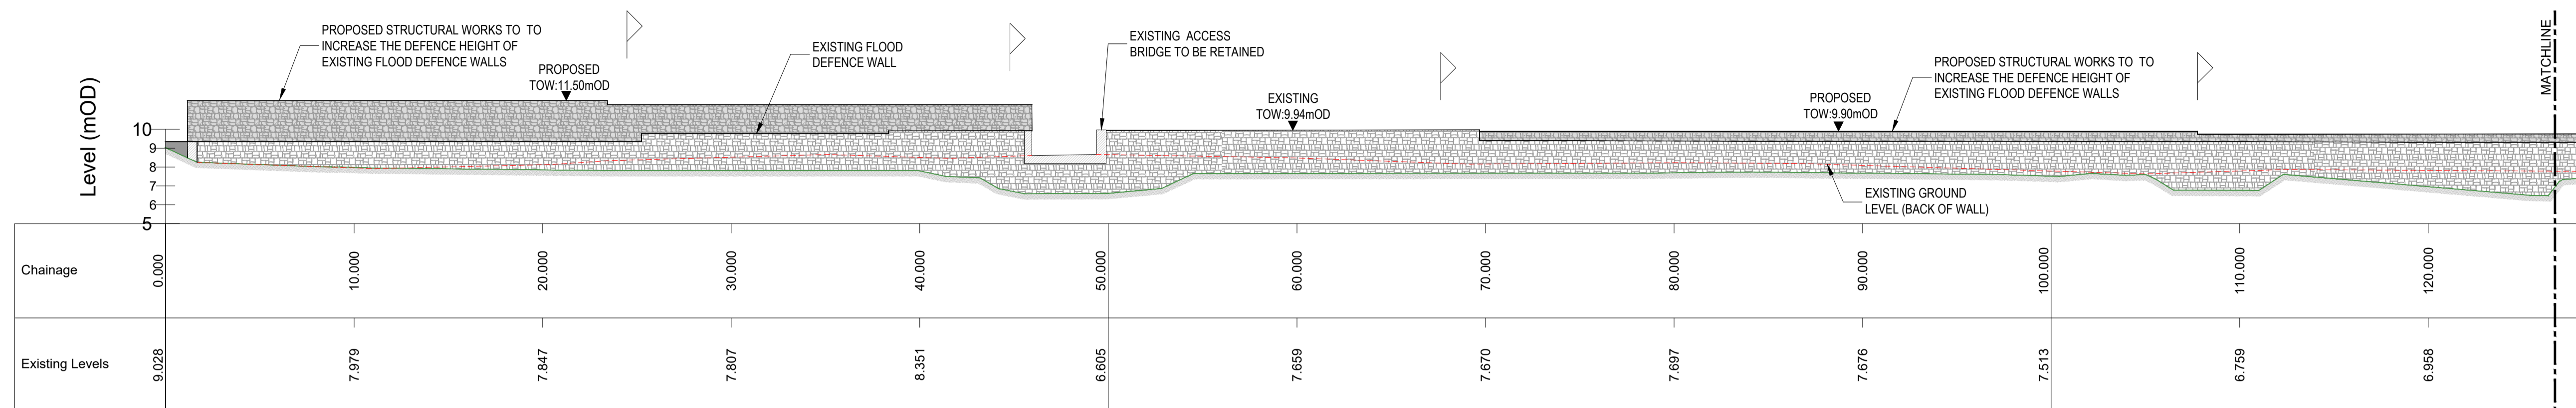 PROPOSED STRUCTURAL WORKS TO  TO
INCREASE THE DEFENCE HEIGHT OF
EXISTING FLOOD DEFENCE WALLS
PROPOSED
TOW:11.50mOD
EXISTING FLOOD
DEFENCE WALL
EXISTING  ACCESS
BRIDGE TO BE RETAINED
EXISTING
TOW:9.94mOD
PROPOSED
TOW:9.90mOD
PROPOSED STRUCTURAL WORKS TO  TO
INCREASE THE DEFENCE HEIGHT OF
EXISTING FLOOD DEFENCE WALLS
MATCHLINE
EXISTING GROUND
LEVEL (BACK OF WALL)
Level (mOD)
10
9
8
7
6
5
Chainage
0.000
10.000
20.000
30.000
40.000
50.000
60.000
70.000
80.000
90.000
100.000
110.000
120.000
Existing Levels
9.028
7.979
7.847
7.807
8.351
6.605
7.659
7.670
7.697
7.676
7.513
6.759
6.958